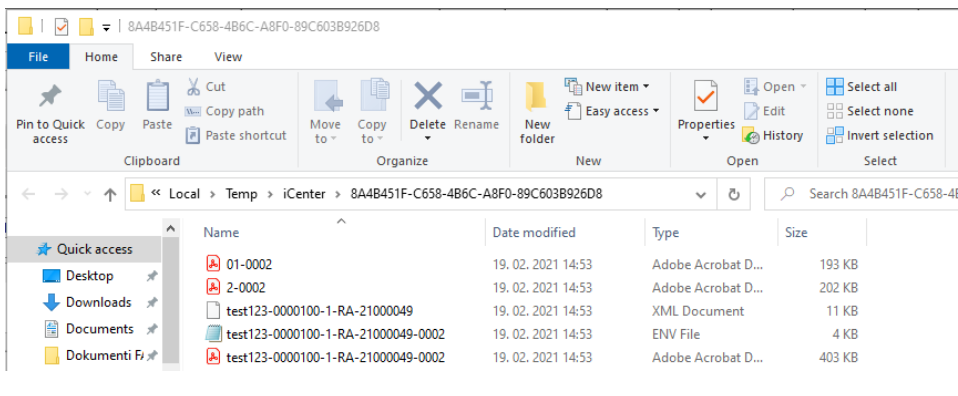 8A4B451F-C658-4B6C-A8F0-89C603B926D8
File Home Share View
Pin to Quick access
Copy
Paste
Cut
Copy path
Paste shortcut
Clipboard
Move to
Copy to
Delete
Rename
Organize
New folder
New item
Easy access
New
Properties
Open
Edit
History
Open
Select all
Select none
Invert selection
Select
« Local > Temp > iCenter > 8A4B451F-C658-4B6C-A8F0-89C603B926D8
Search 8A4B451F-C658-4
Quick access
Desktop
Downloads
Documents
Dokumenti F
Name Date modified Type Size
01-0002 19. 02. 2021 14:53 Adobe Acrobat D... 193 KB
2-0002 19. 02. 2021 14:53 Adobe Acrobat D... 202 KB
test123-0000100-1-RA-21000049 19. 02. 2021 14:53 XML Document 11 KB
test123-0000100-1-RA-21000049-0002 19. 02. 2021 14:53 ENV File 4 KB
test123-0000100-1-RA-21000049-0002 19. 02. 2021 14:53 Adobe Acrobat D... 403 KB